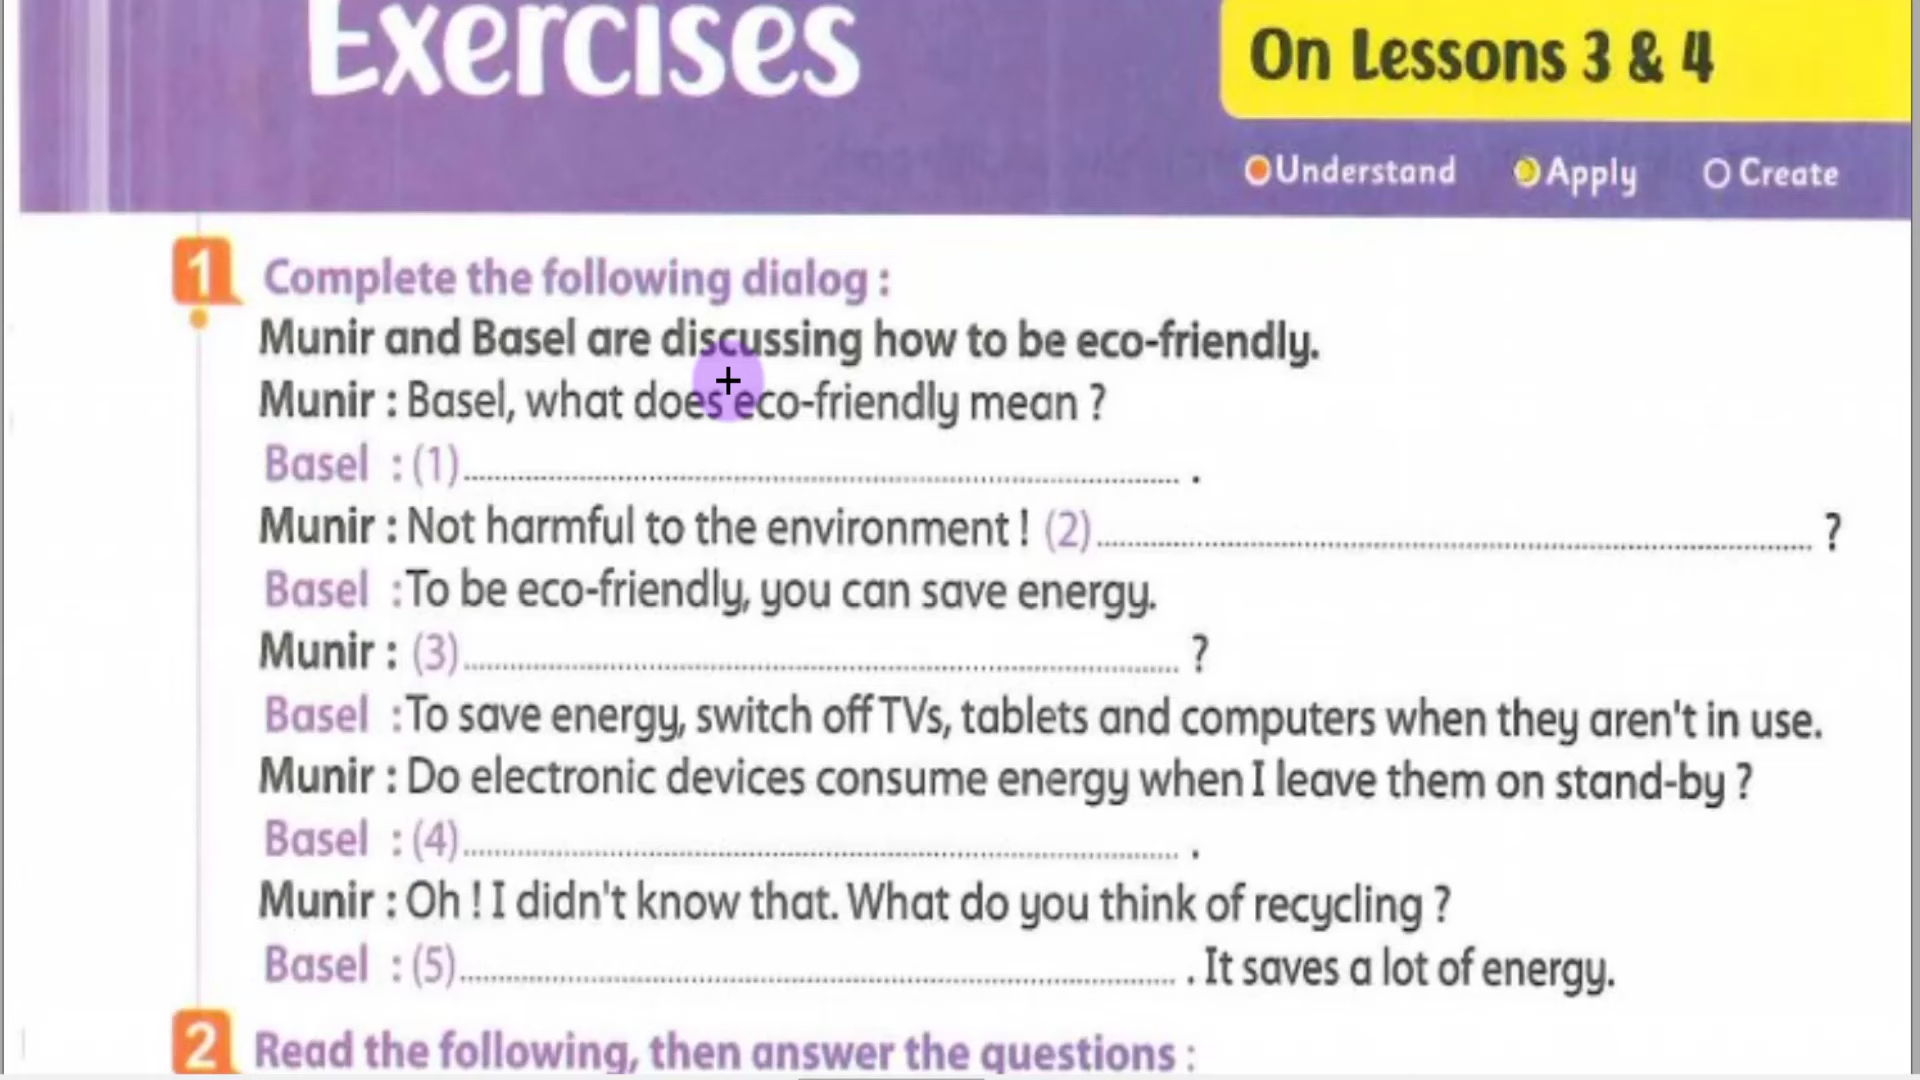 Exercises
On Lessons 3 & 4
Understand Apply Create
1 Complete the following dialog :
Munir and Basel are discussing how to be eco-friendly.
Munir : Basel, what does eco-friendly mean ?
Basel : (1) .................................................. .
Munir : Not harmful to the environment ! (2) .................................................. ?
Basel : To be eco-friendly, you can save energy.
Munir : (3) .................................................. ?
Basel : To save energy, switch off TVs, tablets and computers when they aren't in use.
Munir : Do electronic devices consume energy when I leave them on stand-by ?
Basel : (4) .................................................. .
Munir : Oh ! I didn't know that. What do you think of recycling ?
Basel : (5) .................................................. . It saves a lot of energy.
2 Read the following, then answer the questions :